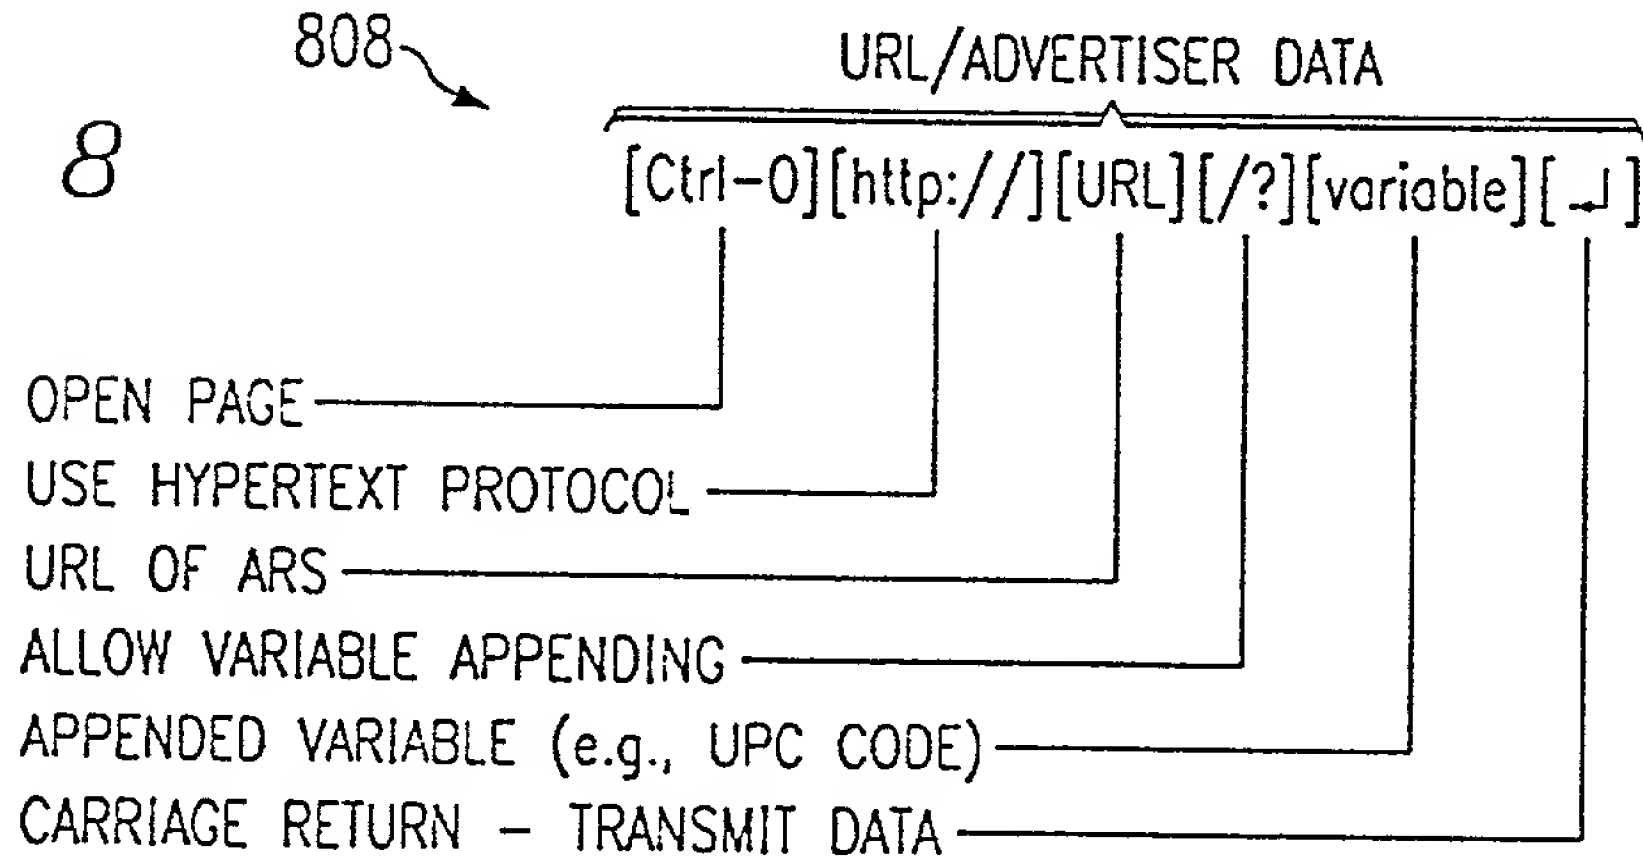 808
URL/ADVERTISER DATA
8
[Ctrl-O][http://][URL][/?][variable][↵]
OPEN PAGE
USE HYPERTEXT PROTOCOL
URL OF ARS
ALLOW VARIABLE APPENDING
APPENDED VARIABLE (e.g., UPC CODE)
CARRIAGE RETURN - TRANSMIT DATA